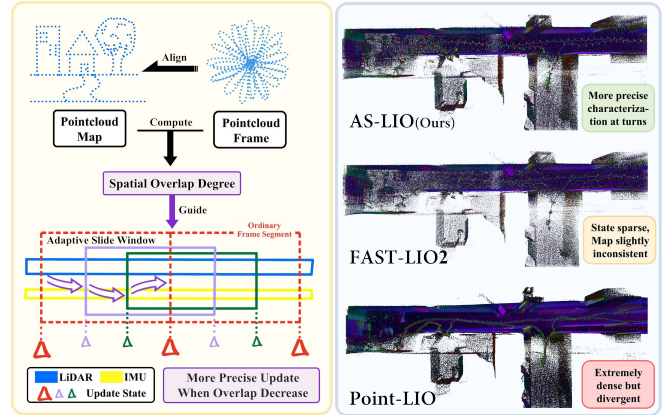 Align
Pointcloud
Map
Compute
Pointcloud
Frame
Spatial Overlap Degree
Guide
Ordinary
Frame Segment
Adaptive Slide Window
LiDAR
IMU
Update State
More Precise Update
When Overlap Decrease
AS-LIO(Ours)
More precise
characteriza-
tion at turns
FAST-LIO2
State sparse,
Map slightly
inconsistent
Point-LIO
Extremely
dense but
divergent